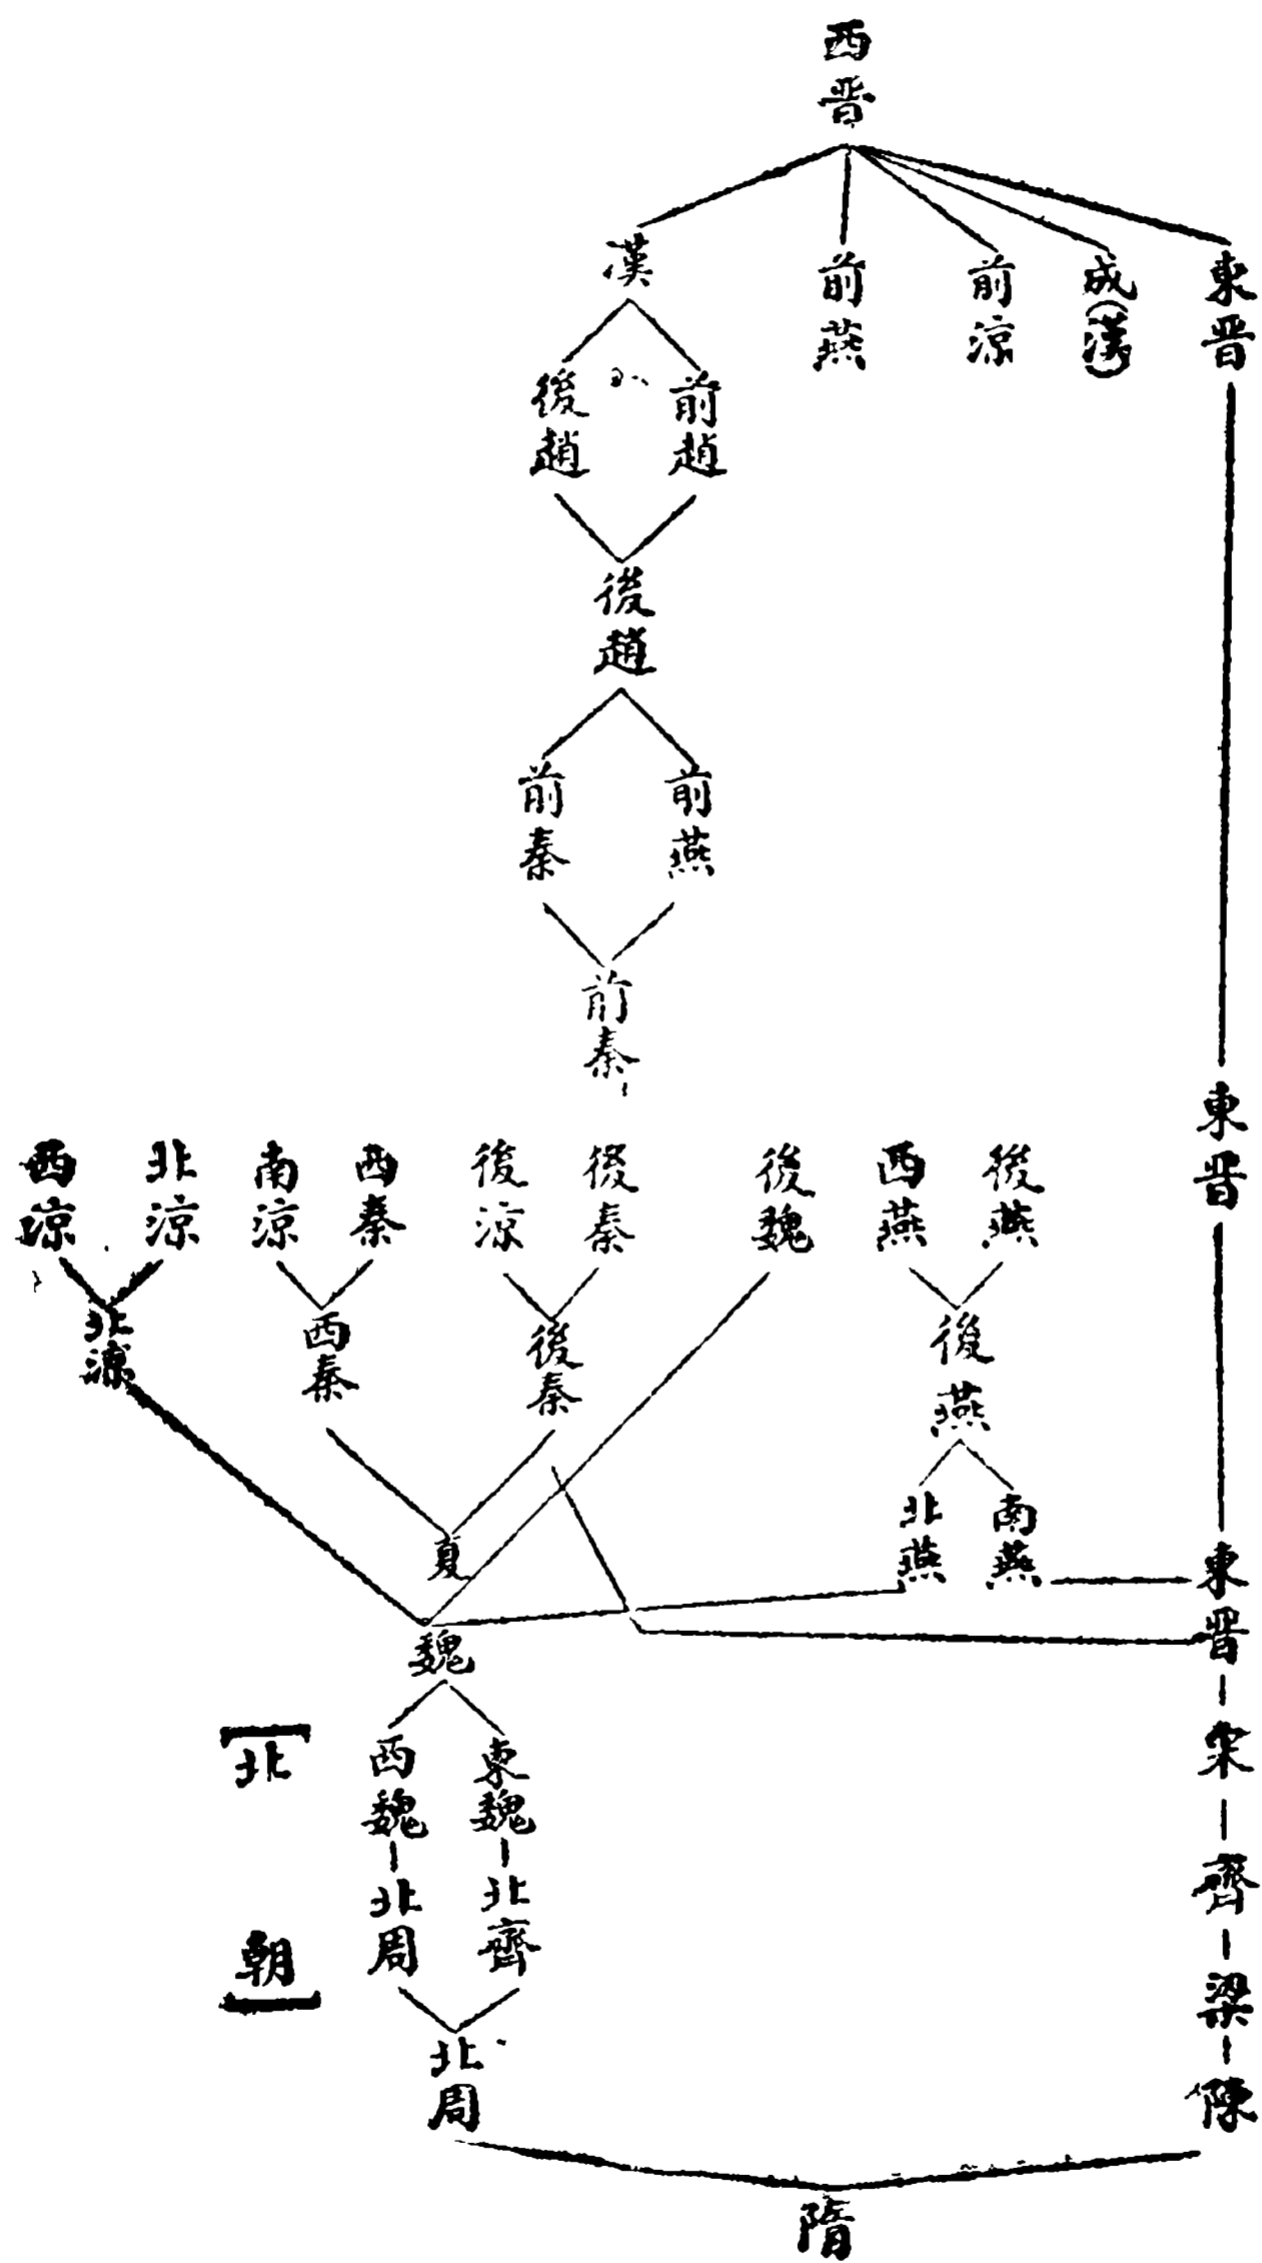 西晋
漢
前燕
前涼
成(漢)
東晋
後趙
前趙
後趙
前秦
前燕
前秦
東晋
西涼
北涼
南涼
西秦
後涼
後秦
後魏
西燕
後燕
北涼
西秦
後秦
後燕
北燕
南燕
夏
東晋
魏
北朝
西魏
東魏
宋
北周
北齊
齊
梁
北周
陳
隋